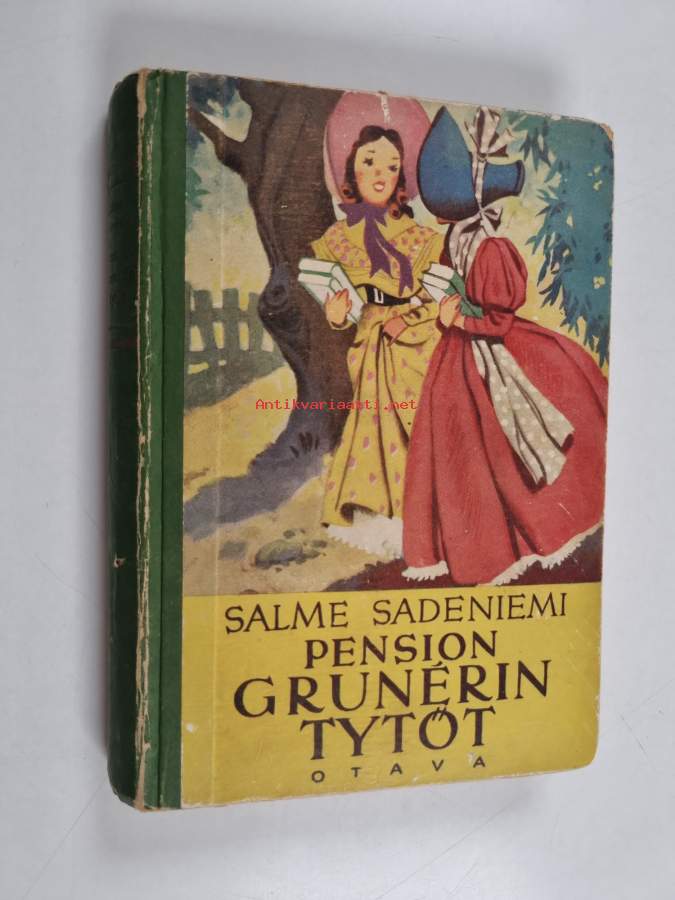 Antikvariaatti.net
SALME SADENIEMI
PENSION
GRUNÉRIN
TYTÖT
OTAVA